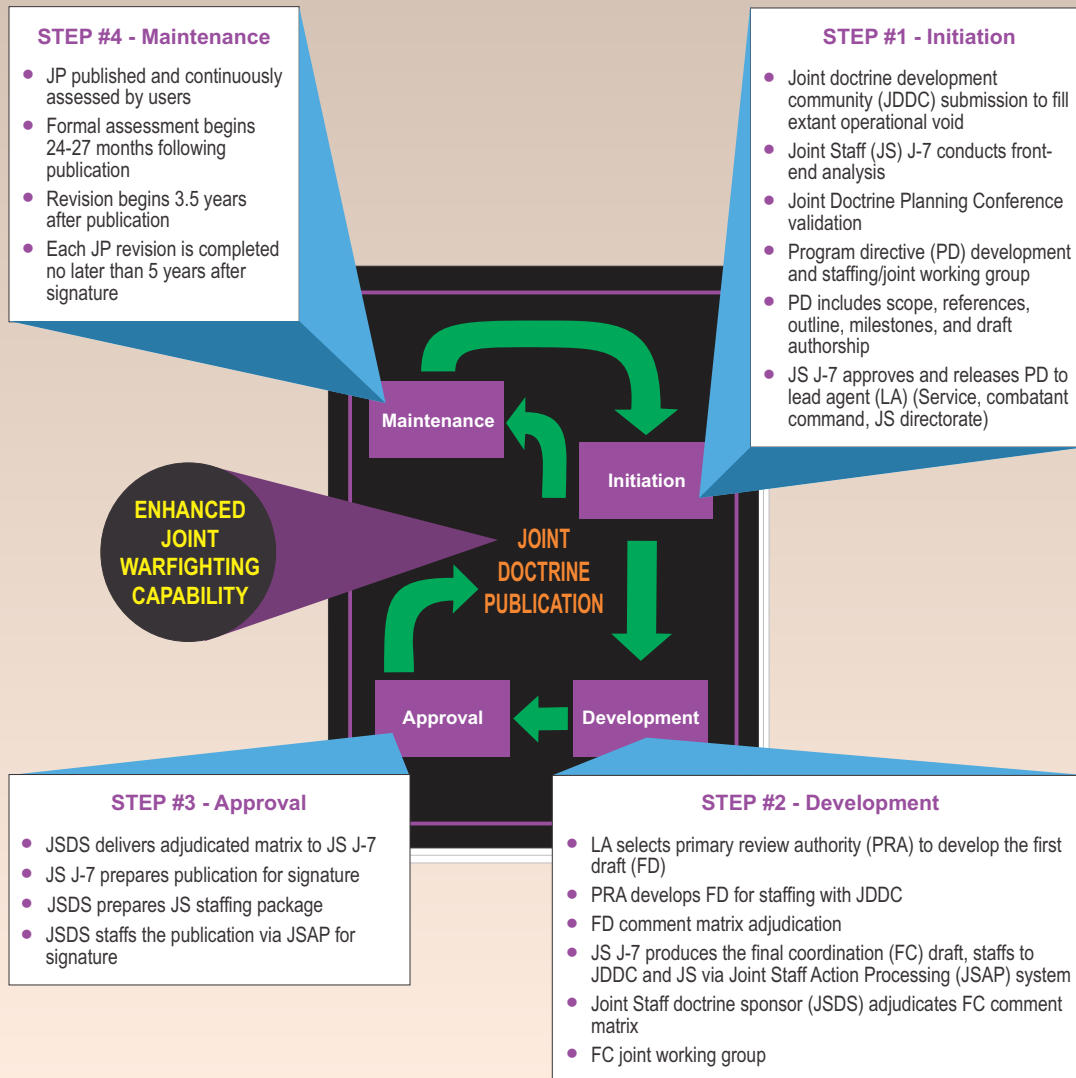 STEP #4 - Maintenance
• JP published and continuously
assessed by users
• Formal assessment begins
24-27 months following
publication
• Revision begins 3.5 years
after publication
• Each JP revision is completed
no later than 5 years after
signature
STEP #1 - Initiation
• Joint doctrine development
community (JDDC) submission to fill
extant operational void
• Joint Staff (JS) J-7 conducts front-
end analysis
• Joint Doctrine Planning Conference
validation
• Program directive (PD) development
and staffing/joint working group
• PD includes scope, references,
outline, milestones, and draft
authorship
• JS J-7 approves and releases PD to
lead agent (LA) (Service, combatant
command, JS directorate)
Maintenance
Initiation
ENHANCED
JOINT
WARFIGHTING
CAPABILITY
JOINT
DOCTRINE
PUBLICATION
Approval
Development
STEP #3 - Approval
• JSDS delivers adjudicated matrix to JS J-7
• JS J-7 prepares publication for signature
• JSDS prepares JS staffing package
• JSDS staffs the publication via JSAP for
signature
STEP #2 - Development
• LA selects primary review authority (PRA) to develop the first
draft (FD)
• PRA develops FD for staffing with JDDC
• FD comment matrix adjudication
• JS J-7 produces the final coordination (FC) draft, staffs to
JDDC and JS via Joint Staff Action Processing (JSAP) system
• Joint Staff doctrine sponsor (JSDS) adjudicates FC comment
matrix
• FC joint working group